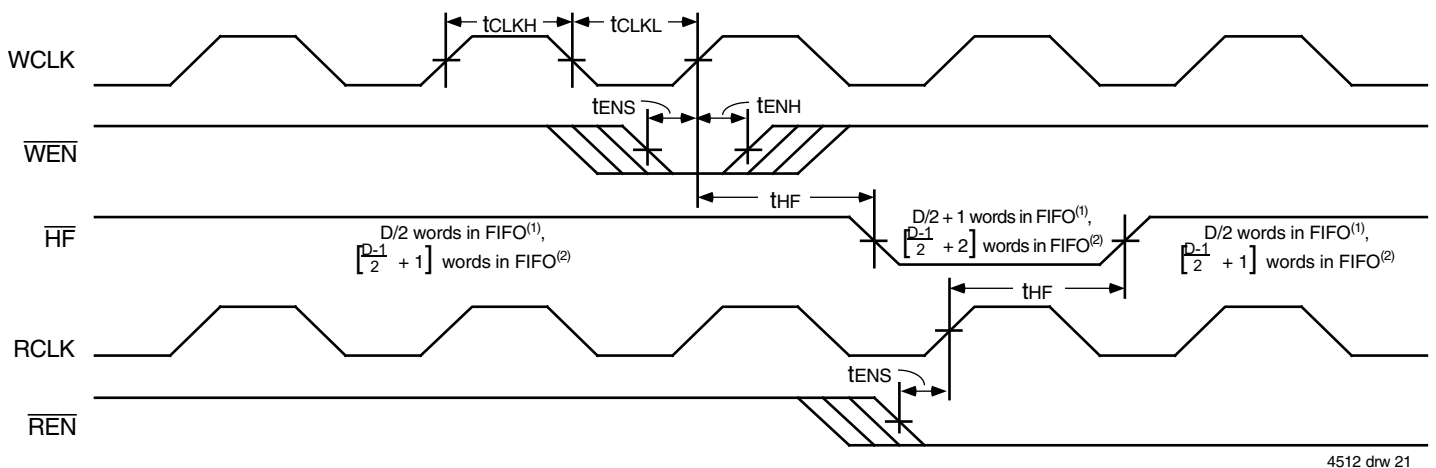 tCLKH
tCLKL
WCLK
tENS
tENH
WEN
tHF
HF
D/2 words in FIFO(1),
[D-1/2 + 1] words in FIFO(2)
D/2 + 1 words in FIFO(1),
[D-1/2 + 2] words in FIFO(2)
D/2 words in FIFO(1),
[D-1/2 + 1] words in FIFO(2)
tHF
RCLK
tENS
REN
4512 drw 21